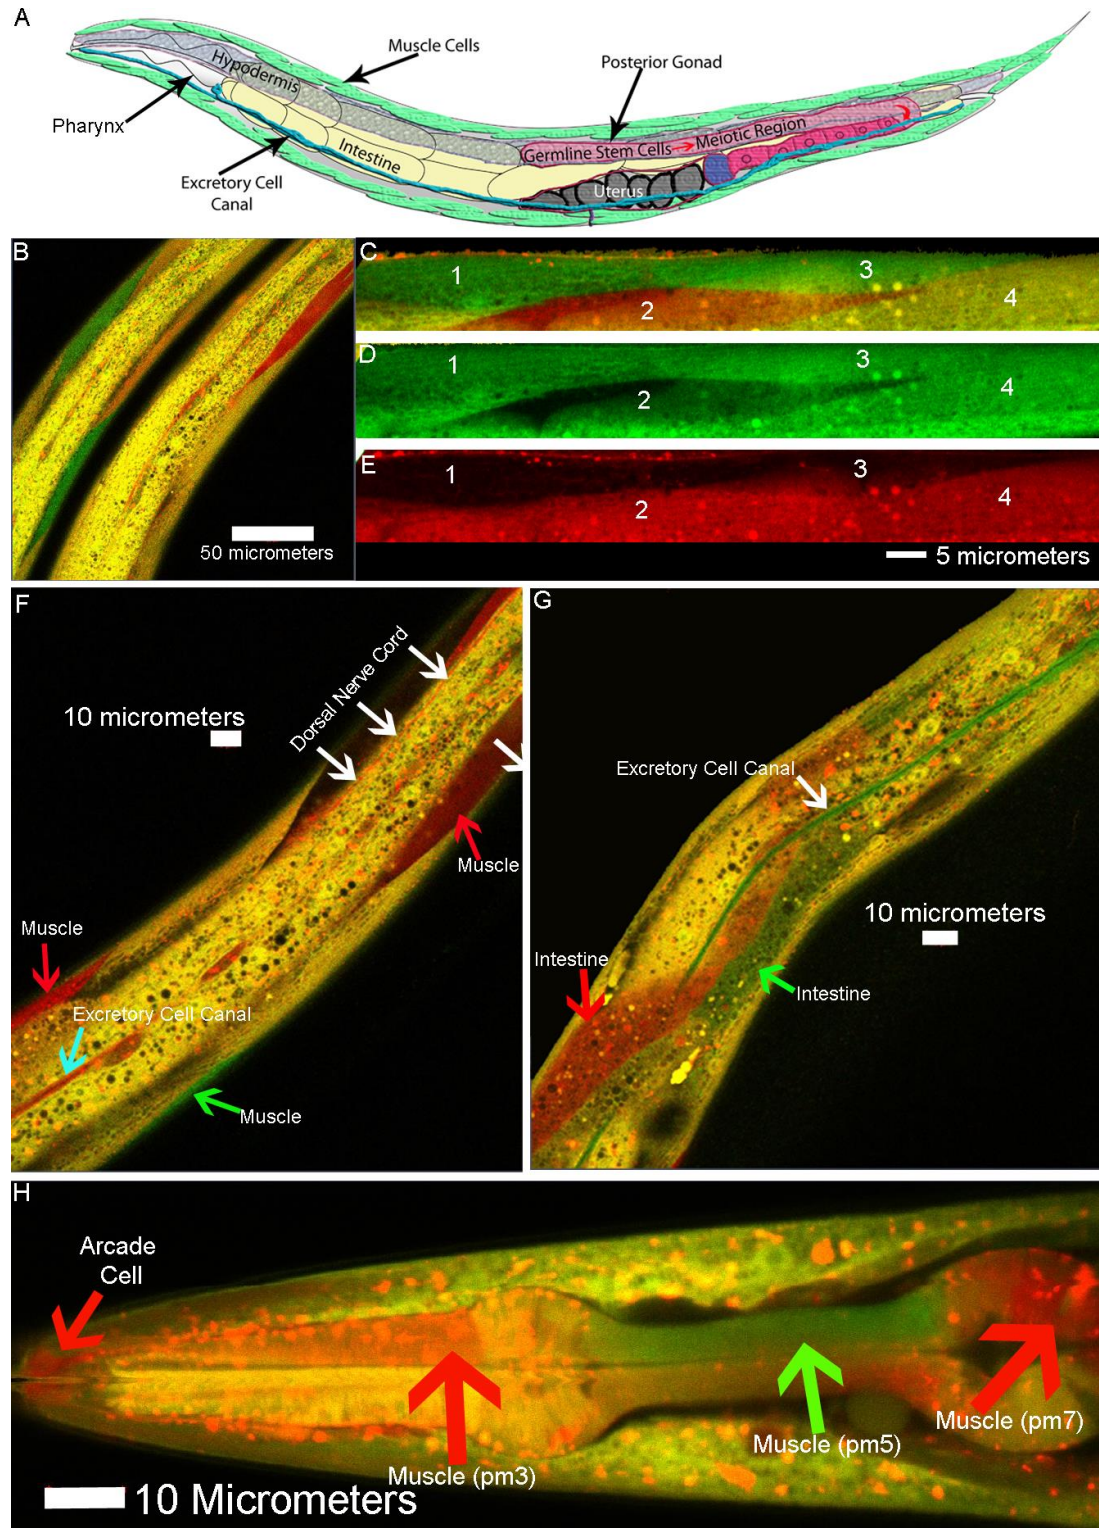 A
Muscle Cells
Posterior Gonad
Hypodermis
Pharynx
Intestine
Germline Stem Cells
Meiotic Region
Excretory Cell
Canal
Uterus
B
50 micrometers
C
1
2
3
4
D
1
2
3
4
E
1
2
3
4
5 micrometers
F
10 micrometers
Dorsal Nerve Cord
Muscle
Muscle
Excretory Cell Canal
Muscle
G
Excretory Cell Canal
10 micrometers
Intestine
Intestine
H
Arcade
Cell
Muscle (pm3)
Muscle (pm5)
Muscle (pm7)
10 Micrometers